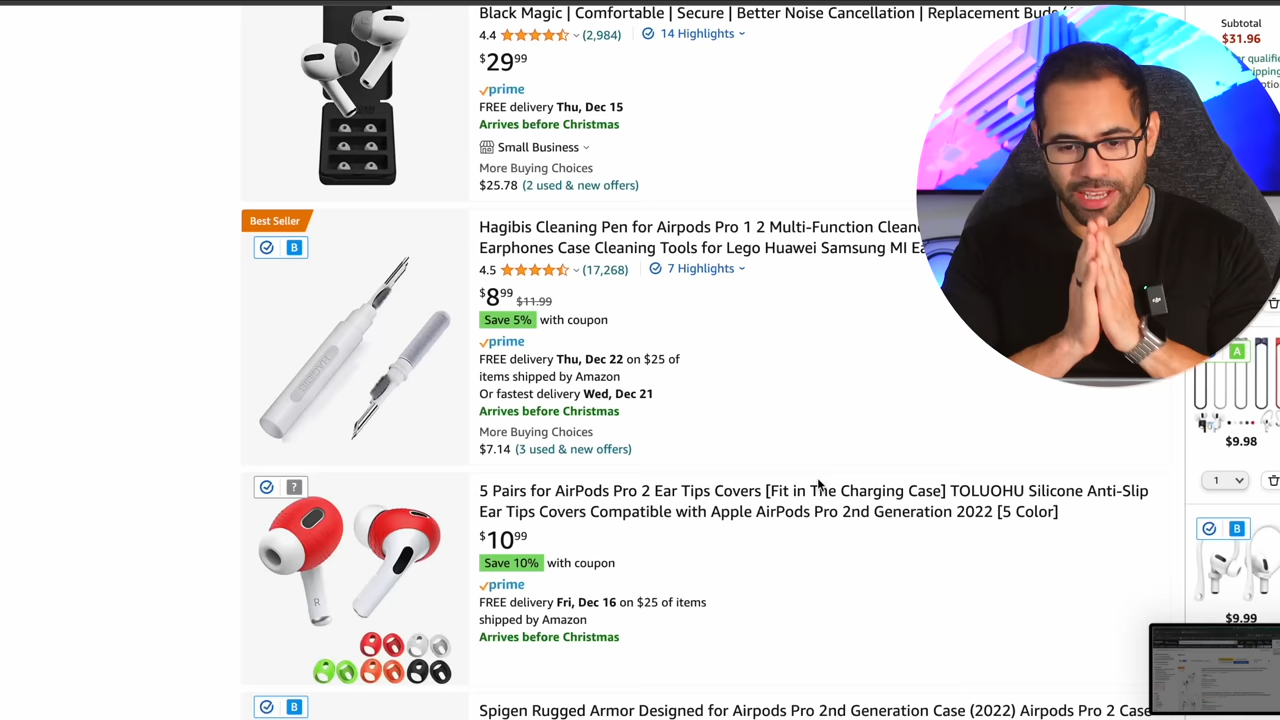 Black Magic | Comfortable | Secure | Better Noise Cancellation | Replacement Buds
4.4 (2,984) 14 Highlights
$29.99
prime
FREE delivery Thu, Dec 15
Arrives before Christmas
Small Business
More Buying Choices
$25.78 (2 used & new offers)
Best Seller
B
Hagibis Cleaning Pen for Airpods Pro 1 2 Multi-Function Clean
Earphones Case Cleaning Tools for Lego Huawei Samsung MI Ea
4.5 (17,268) 7 Highlights
$8.99 $11.99
Save 5% with coupon
prime
FREE delivery Thu, Dec 22 on $25 of
items shipped by Amazon
Or fastest delivery Wed, Dec 21
Arrives before Christmas
More Buying Choices
$7.14 (3 used & new offers)
HAGIBIS
?
5 Pairs for AirPods Pro 2 Ear Tips Covers [Fit in The Charging Case] TOLUOHU Silicone Anti-Slip
Ear Tips Covers Compatible with Apple AirPods Pro 2nd Generation 2022 [5 Color]
$10.99
Save 10% with coupon
prime
FREE delivery Fri, Dec 16 on $25 of items
shipped by Amazon
Arrives before Christmas
R
B
Spigen Rugged Armor Designed for Airpods Pro 2nd Generation Case (2022) Airpods Pro 2 Case
Subtotal
$31.96
r qualifie
A
$9.98
1
B
$9.99